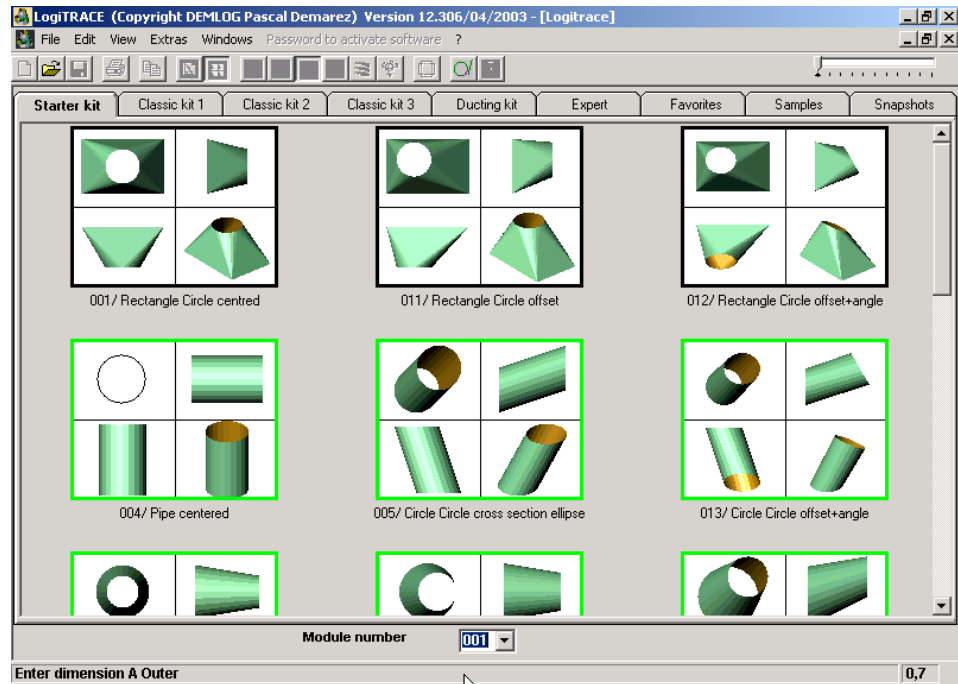 LogiTRACE (Copyright DEMLOG Pascal Demarez) Version 12.306/04/2003 - [Logitrace]
File Edit View Extras Windows Password to activate software ?
Starter kit Classic kit 1 Classic kit 2 Classic kit 3 Ducting kit Expert Favorites Samples Snapshots
001/ Rectangle Circle centred 011/ Rectangle Circle offset 012/ Rectangle Circle offset+angle
004/ Pipe centered 005/ Circle Circle cross section ellipse 013/ Circle Circle offset+angle
Module number 001
Enter dimension A Outer 0,7